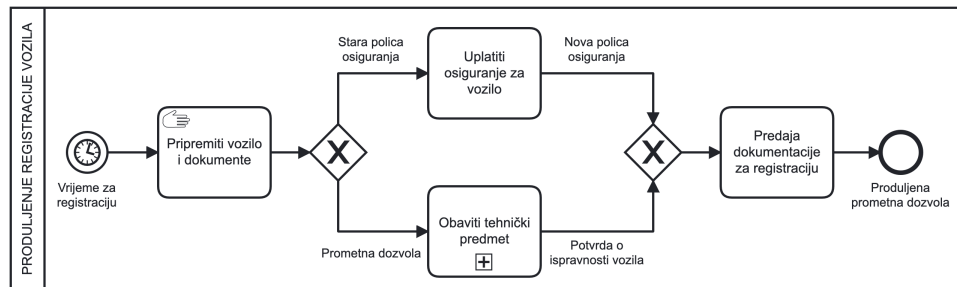 PRODULJENJE REGISTRACIJE VOZILA
Vrijeme za
registraciju
Pripremiti vozilo
i dokumente
X
Stara polica
osiguranja
Uplatiti
osiguranje za
vozilo
Nova polica
osiguranja
Prometna dozvola
Obaviti tehnički
predmet
Potvrda o
ispravnosti vozila
X
Predaja
dokumentacije
za registraciju
Produljena
prometna dozvola